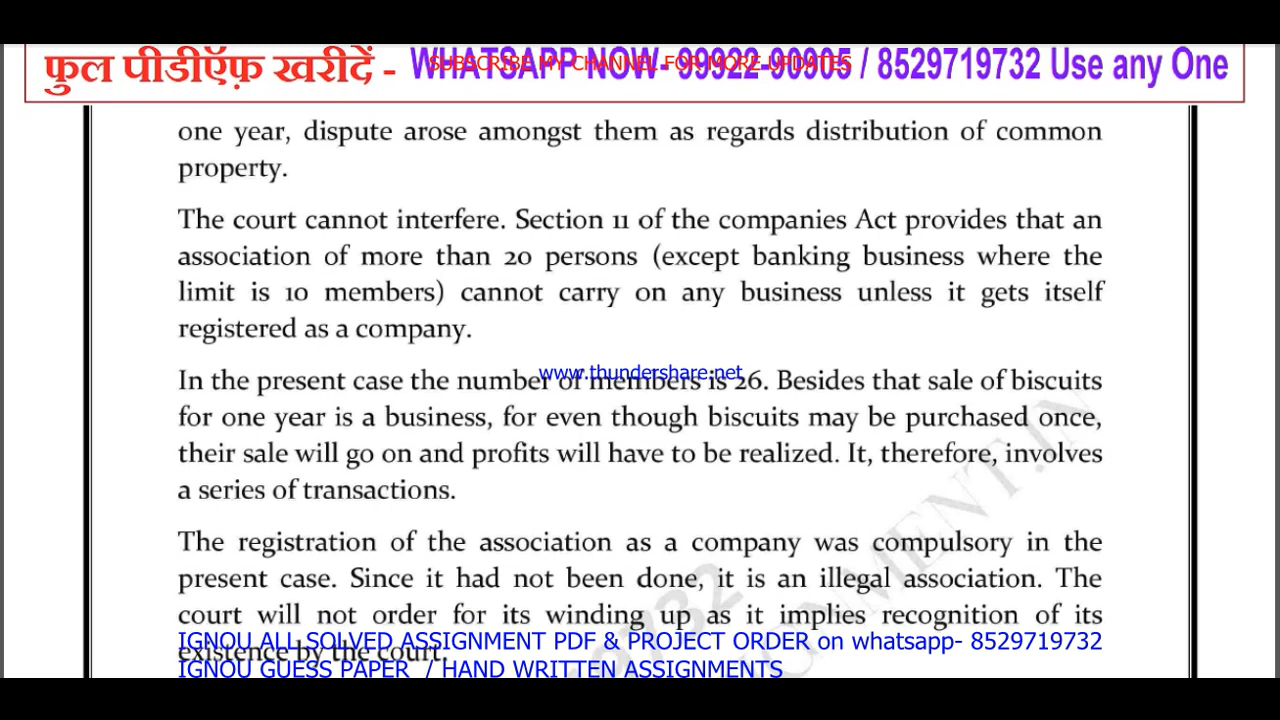 फुल पीडीऍफ़ खरीदें - WHATSAPP NOW- 99922-90905 / 8529719732 Use any One
SUBSCRIBE MY CHANNEL FOR MORE UPDATES
one year, dispute arose amongst them as regards distribution of common
property.
The court cannot interfere. Section 11 of the companies Act provides that an
association of more than 20 persons (except banking business where the
limit is 10 members) cannot carry on any business unless it gets itself
registered as a company.
www.thundershare.net
In the present case the number of members is 26. Besides that sale of biscuits
for one year is a business, for even though biscuits may be purchased once,
their sale will go on and profits will have to be realized. It, therefore, involves
a series of transactions.
The registration of the association as a company was compulsory in the
present case. Since it had not been done, it is an illegal association. The
court will not order for its winding up as it implies recognition of its
existence by the court.
IGNOU ALL SOLVED ASSIGNMENT PDF & PROJECT ORDER on whatsapp- 8529719732
IGNOU GUESS PAPER / HAND WRITTEN ASSIGNMENTS